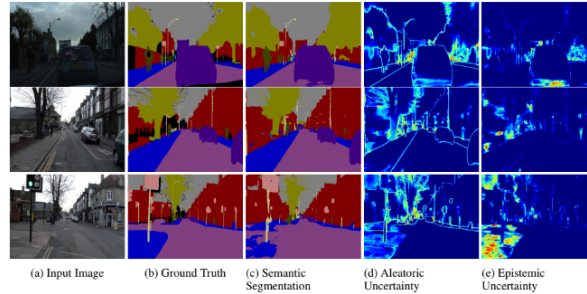 (a) Input Image
(b) Ground Truth
(c) Semantic
Segmentation
(d) Aleatoric
Uncertainty
(e) Epistemic
Uncertainty